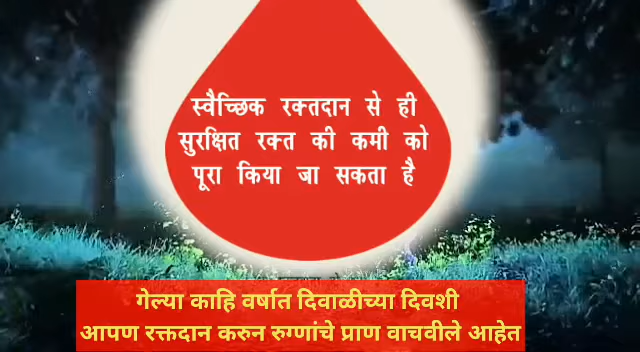 स्वैच्छिक रक्तदान से ही
सुरक्षित रक्त की कमी को
पूरा किया जा सकता है
गेल्या काहि वर्षात दिवाळीच्या दिवशी
आपण रक्तदान करुन रुग्णांचे प्राण वाचवीले आहेत